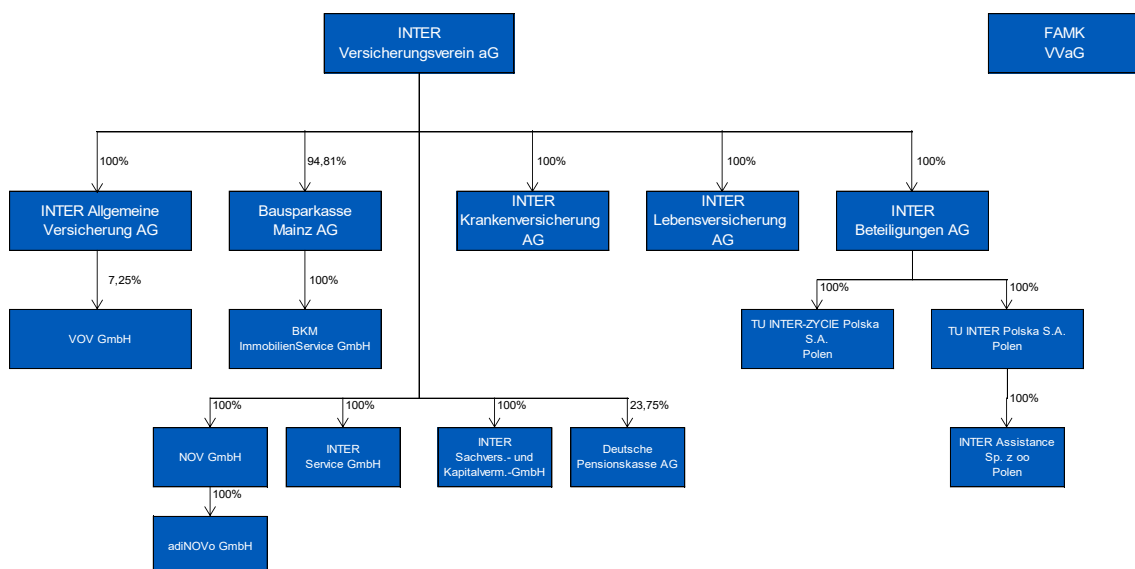 INTER
Versicherungsverein aG
FAMK
VVaG
100%
94,81%
100%
100%
100%
INTER Allgemeine
Versicherung AG
Bausparkasse
Mainz AG
INTER
Krankenversicherung
AG
INTER
Lebensversicherung
AG
INTER
Beteiligungen AG
7,25%
100%
100%
100%
VOV GmbH
BKM
ImmobilienService GmbH
TU INTER-ZYCIE Polska
S.A.
Polen
TU INTER Polska S.A.
Polen
100%
100%
100%
23,75%
100%
NOV GmbH
INTER
Service GmbH
INTER
Sachvers.- und
Kapitalverm.-GmbH
Deutsche
Pensionskasse AG
INTER Assistance
Sp. z oo
Polen
100%
adiNOVo GmbH